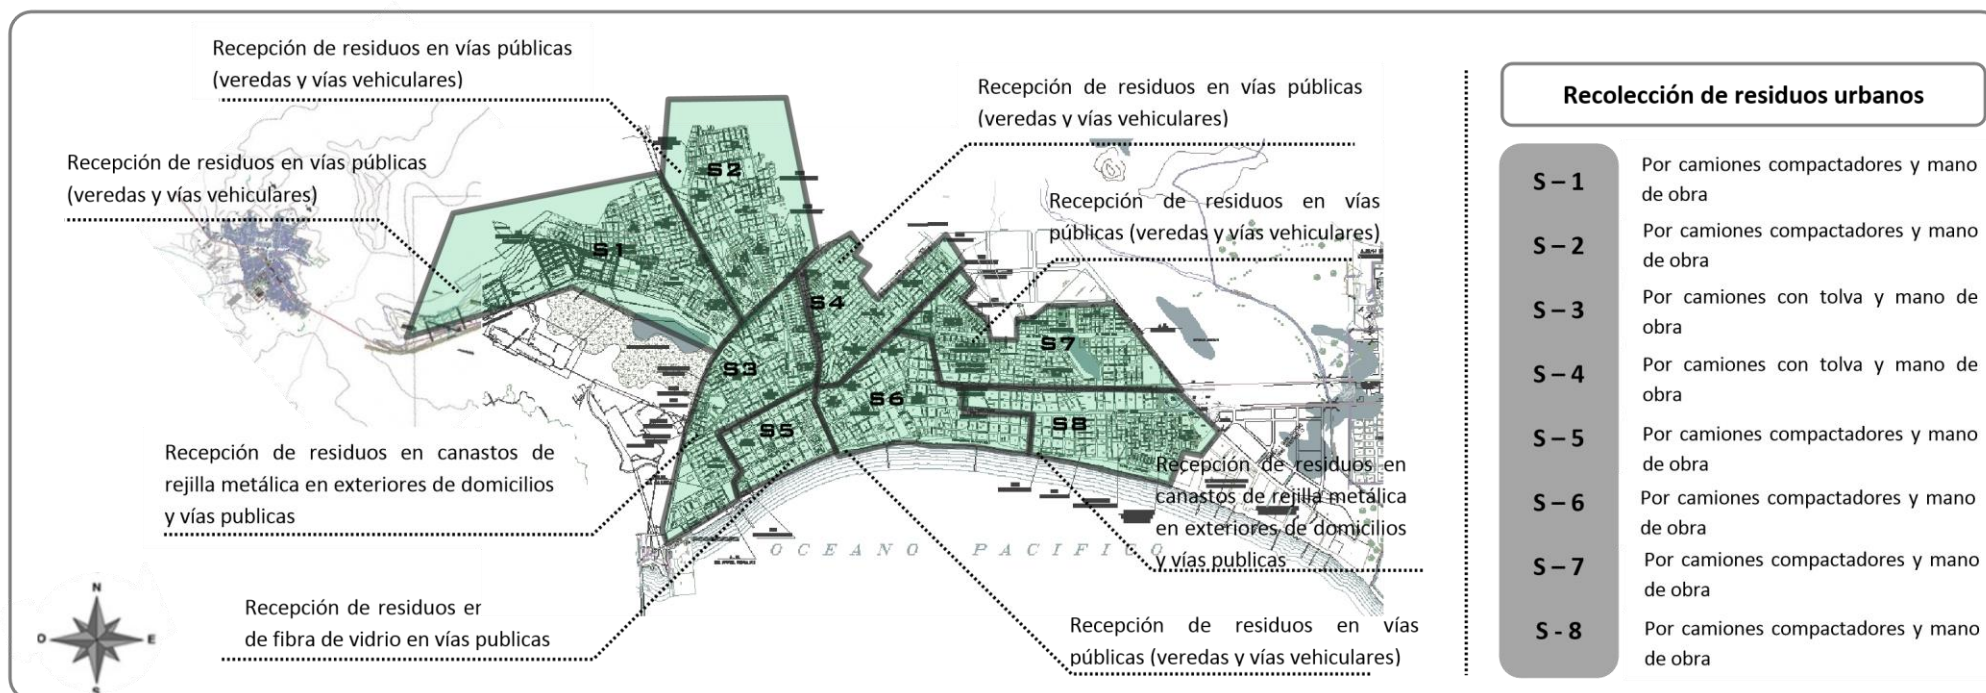 Recepción de residuos en vías públicas
(veredas y vías vehiculares)
Recepción de residuos en vías públicas
(veredas y vías vehiculares)
Recepción de residuos en vías públicas
(veredas y vías vehiculares)
Recepción de residuos en vías
públicas (veredas y vías vehiculares)
S2
S1
S4
S7
S3
S6
S5
S8
Recepción de residuos en canastos de
rejilla metálica en exteriores de domicilios
y vías publicas
Recepción de residuos en
canastos de rejilla metálica
en exteriores de domicilios
y vías publicas
OCEANO PACIFICO
Recepción de residuos er
de fibra de vidrio en vías publicas
Recepción de residuos en vías
públicas (veredas y vías vehiculares)
N
O
E
S
Recolección de residuos urbanos
S – 1
Por camiones compactadores y mano
de obra
S – 2
Por camiones compactadores y mano
de obra
S – 3
Por camiones con tolva y mano de
obra
S – 4
Por camiones con tolva y mano de
obra
S – 5
Por camiones compactadores y mano
de obra
S – 6
Por camiones compactadores y mano
de obra
S – 7
Por camiones compactadores y mano
de obra
S - 8
Por camiones compactadores y mano
de obra